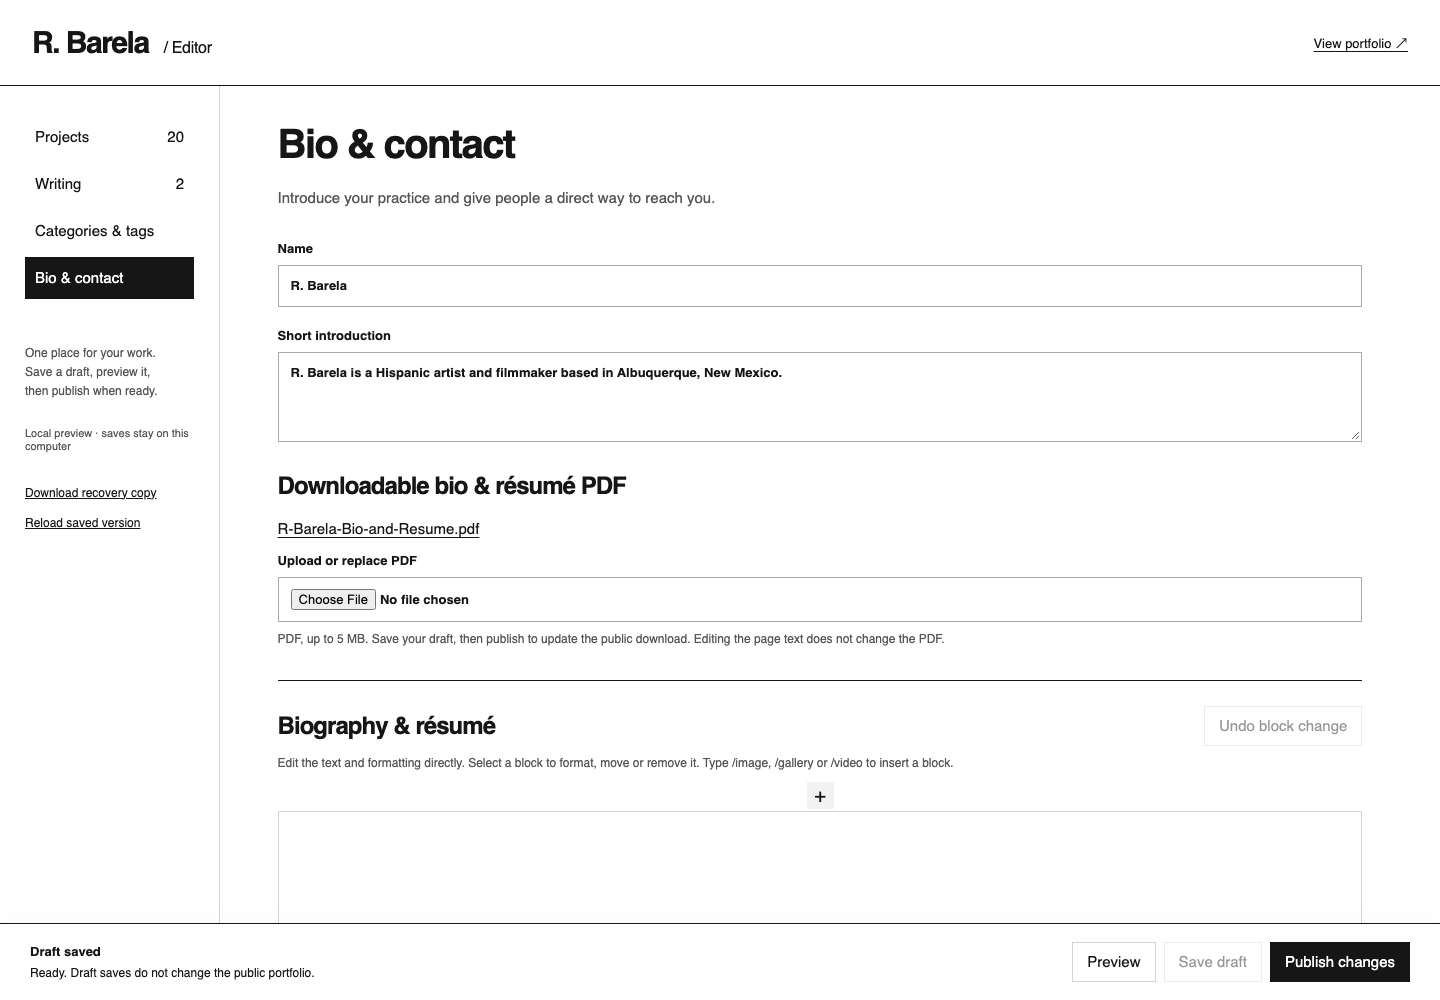 R. Barela / Editor
View portfolio ↗
Projects 20
Writing 2
Categories & tags
Bio & contact
One place for your work.
Save a draft, preview it,
then publish when ready.
Local preview · saves stay on this
computer
Download recovery copy
Reload saved version
Bio & contact
Introduce your practice and give people a direct way to reach you.
Name
R. Barela
Short introduction
R. Barela is a Hispanic artist and filmmaker based in Albuquerque, New Mexico.
Downloadable bio & résumé PDF
R-Barela-Bio-and-Resume.pdf
Upload or replace PDF
Choose File No file chosen
PDF, up to 5 MB. Save your draft, then publish to update the public download. Editing the page text does not change the PDF.
Biography & résumé
Undo block change
Edit the text and formatting directly. Select a block to format, move or remove it. Type /image, /gallery or /video to insert a block.
+
Draft saved
Ready. Draft saves do not change the public portfolio.
Preview
Save draft
Publish changes